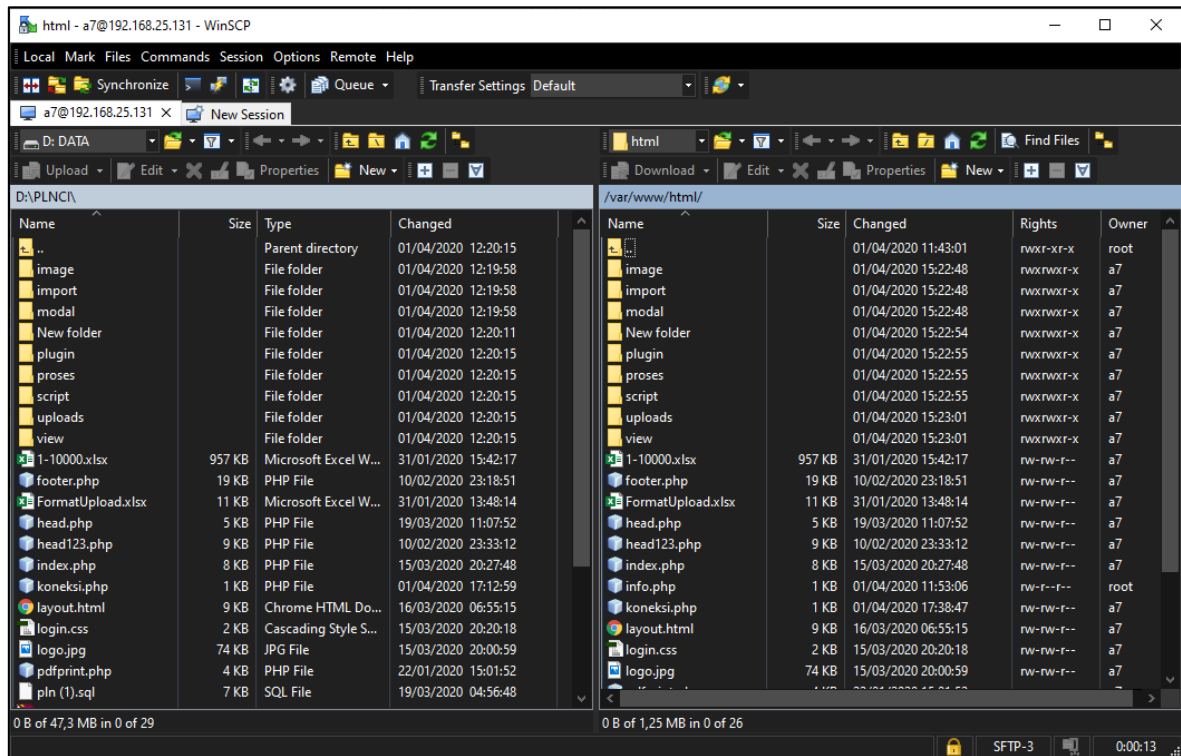 html - a7@192.168.25.131 - WinSCP
Local Mark Files Commands Session Options Remote Help
Synchronize Queue Transfer Settings Default
a7@192.168.25.131 New Session
D: DATA
Upload Edit Properties New
D:\PLNCI\
Name Size Type Changed
.. Parent directory 01/04/2020 12:20:15
image File folder 01/04/2020 12:19:58
import File folder 01/04/2020 12:19:58
modal File folder 01/04/2020 12:19:58
New folder File folder 01/04/2020 12:20:11
plugin File folder 01/04/2020 12:20:15
proses File folder 01/04/2020 12:20:15
script File folder 01/04/2020 12:20:15
uploads File folder 01/04/2020 12:20:15
view File folder 01/04/2020 12:20:15
1-10000.xlsx 957 KB Microsoft Excel W... 31/01/2020 15:42:17
footer.php 19 KB PHP File 10/02/2020 23:18:51
FormatUpload.xlsx 11 KB Microsoft Excel W... 31/01/2020 13:48:14
head.php 5 KB PHP File 19/03/2020 11:07:52
head123.php 9 KB PHP File 10/02/2020 23:33:12
index.php 8 KB PHP File 15/03/2020 20:27:48
koneksi.php 1 KB PHP File 01/04/2020 17:12:59
layout.html 9 KB Chrome HTML Do... 16/03/2020 06:55:15
login.css 2 KB Cascading Style S... 15/03/2020 20:20:18
logo.jpg 74 KB JPG File 15/03/2020 20:00:59
pdfprint.php 4 KB PHP File 22/01/2020 15:01:52
pln (1).sql 7 KB SQL File 19/03/2020 04:56:48
0 B of 47,3 MB in 0 of 29
html Find Files
Download Edit Properties New
/var/www/html/
Name Size Changed Rights Owner
.. 01/04/2020 11:43:01 rwxr-xr-x root
image 01/04/2020 15:22:48 rwxrwxr-x a7
import 01/04/2020 15:22:48 rwxrwxr-x a7
modal 01/04/2020 15:22:48 rwxrwxr-x a7
New folder 01/04/2020 15:22:54 rwxrwxr-x a7
plugin 01/04/2020 15:22:55 rwxrwxr-x a7
proses 01/04/2020 15:22:55 rwxrwxr-x a7
script 01/04/2020 15:22:55 rwxrwxr-x a7
uploads 01/04/2020 15:23:01 rwxrwxr-x a7
view 01/04/2020 15:23:01 rwxrwxr-x a7
1-10000.xlsx 957 KB 31/01/2020 15:42:17 rw-rw-r-- a7
footer.php 19 KB 10/02/2020 23:18:51 rw-rw-r-- a7
FormatUpload.xlsx 11 KB 31/01/2020 13:48:14 rw-rw-r-- a7
head.php 5 KB 19/03/2020 11:07:52 rw-rw-r-- a7
head123.php 9 KB 10/02/2020 23:33:12 rw-rw-r-- a7
index.php 8 KB 15/03/2020 20:27:48 rw-rw-r-- a7
info.php 1 KB 01/04/2020 11:53:06 rw-r--r-- root
koneksi.php 1 KB 01/04/2020 17:38:47 rw-rw-r-- a7
layout.html 9 KB 16/03/2020 06:55:15 rw-rw-r-- a7
login.css 2 KB 15/03/2020 20:20:18 rw-rw-r-- a7
logo.jpg 74 KB 15/03/2020 20:00:59 rw-rw-r-- a7
0 B of 1,25 MB in 0 of 26
SFTP-3 0:00:13